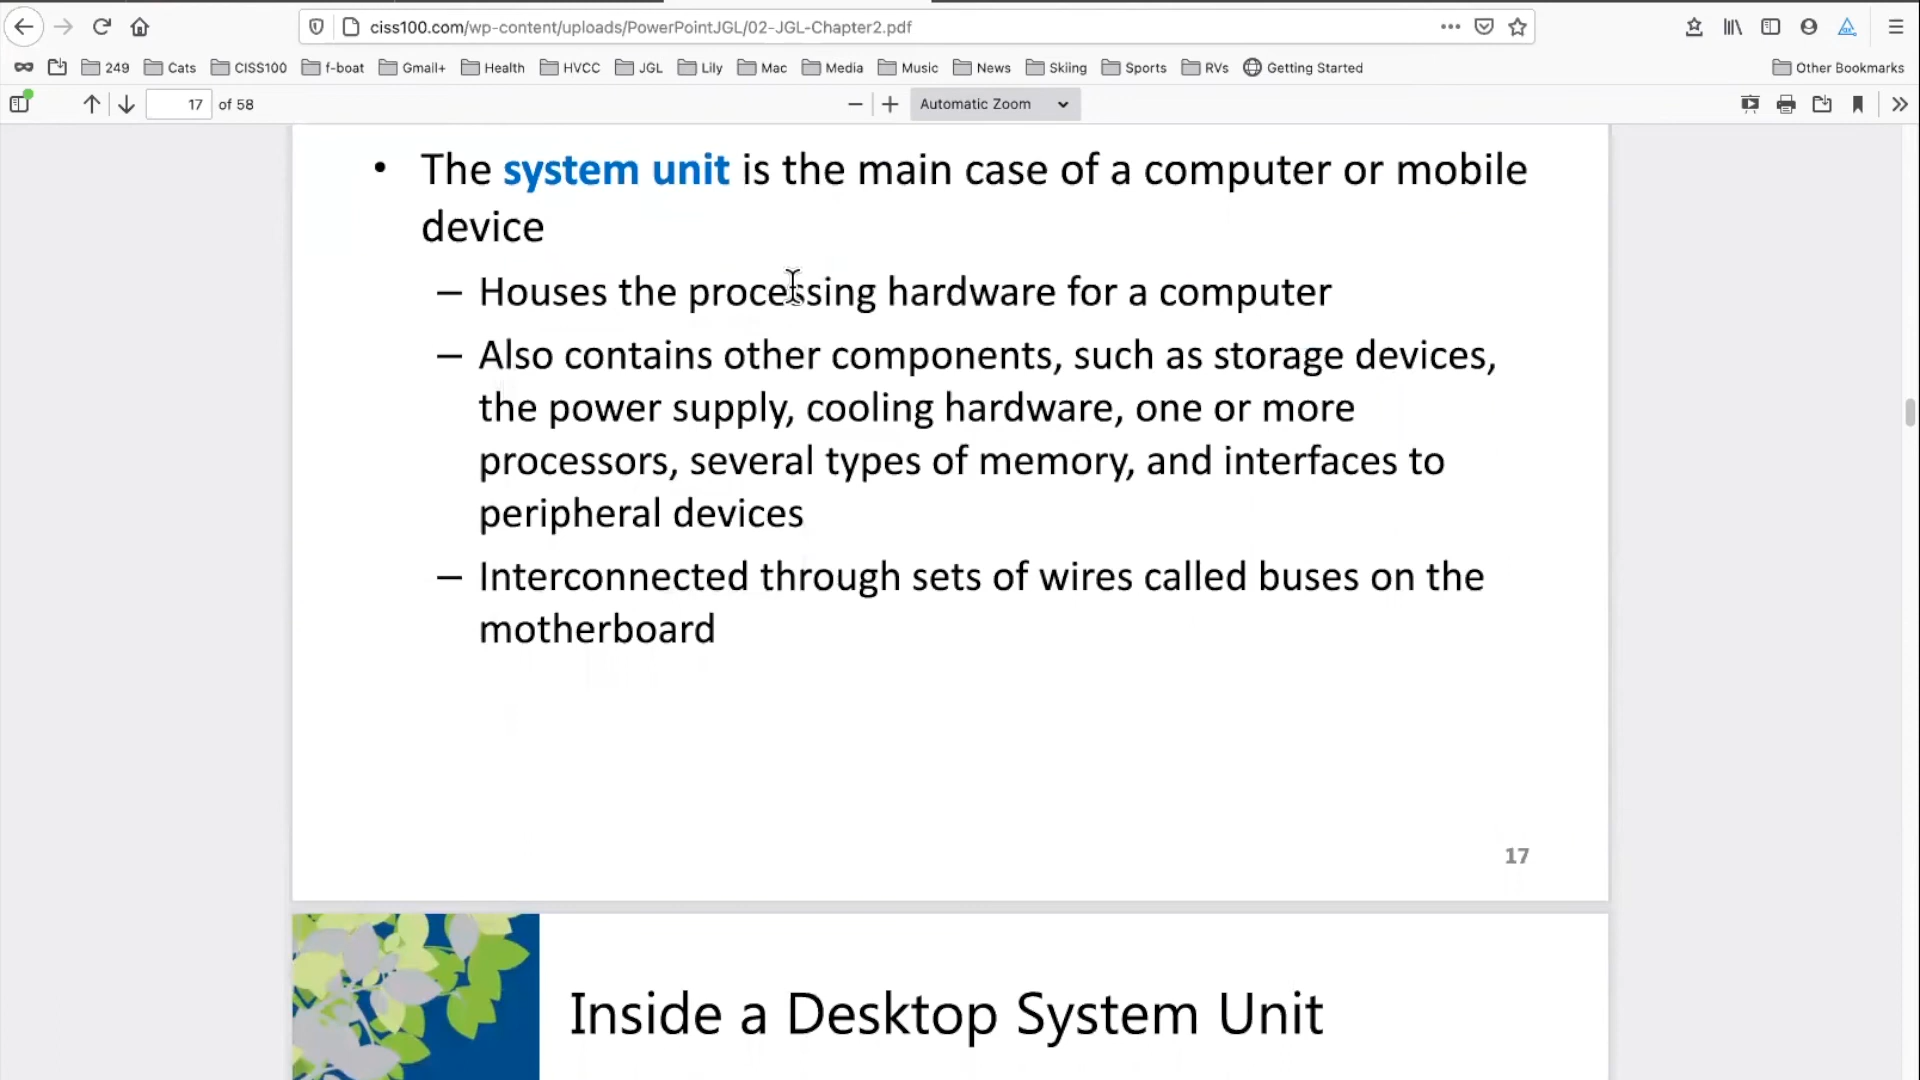 ciss100.com/wp-content/uploads/PowerPointJGL/02-JGL-Chapter2.pdf
249 Cats CISS100 f-boat Gmall+ Health HVCC JGL Lily Mac Media Music News Skiing Sports RVs Getting Started Other Bookmarks
17 of 58 Automatic Zoom
• The system unit is the main case of a computer or mobile
device
– Houses the processing hardware for a computer
– Also contains other components, such as storage devices,
the power supply, cooling hardware, one or more
processors, several types of memory, and interfaces to
peripheral devices
– Interconnected through sets of wires called buses on the
motherboard
17
Inside a Desktop System Unit